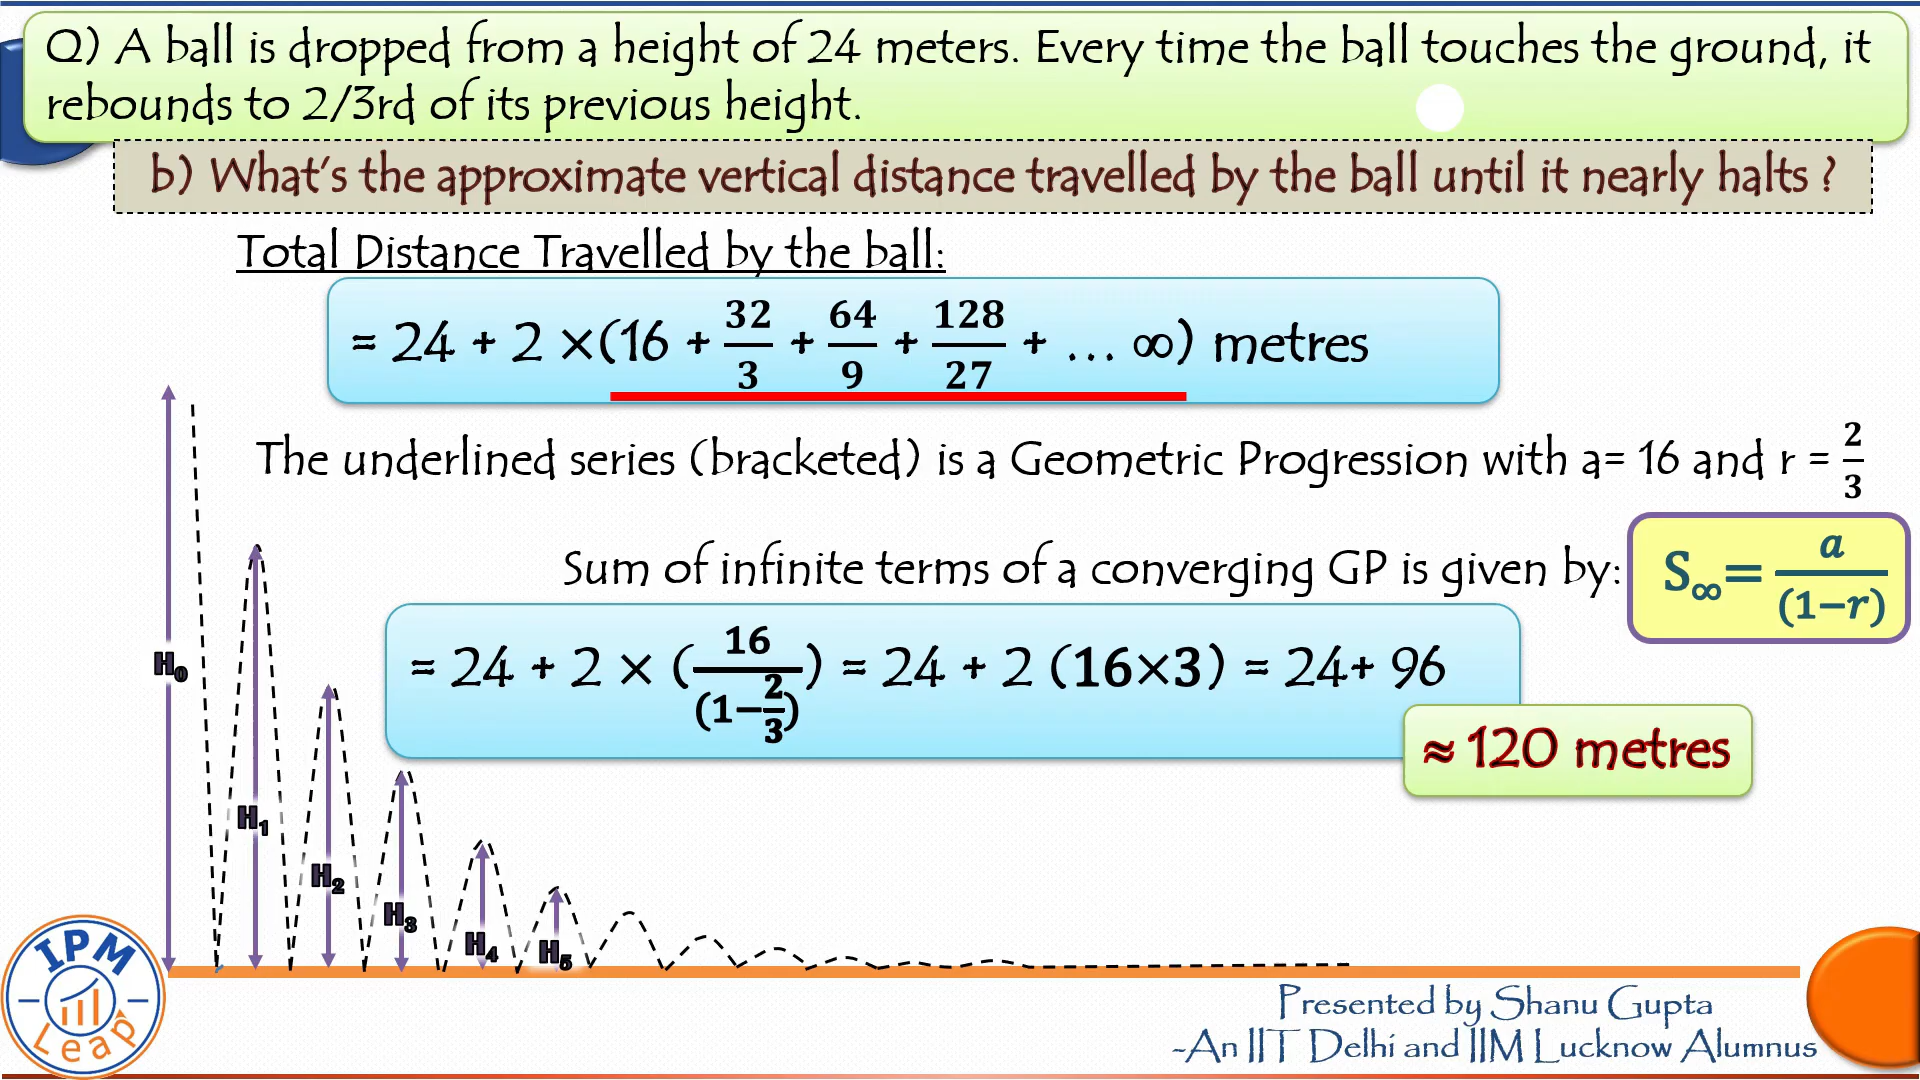 Q) A ball is dropped from a height of 24 meters. Every time the ball touches the ground, it
rebounds to 2/3rd of its previous height.
b) What's the approximate vertical distance travelled by the ball until it nearly halts ?
Total Distance Travelled by the ball:
= 24 + 2 ×(16 + 32/3 + 64/9 + 128/27 + … ∞) metres
The underlined series (bracketed) is a Geometric Progression with a= 16 and r = 2/3
Sum of infinite terms of a converging GP is given by: S∞= a/(1−r)
= 24 + 2 × (16/(1−2/3)) = 24 + 2 (16×3) = 24+ 96
≈ 120 metres
H₀
H₁
H₂
H₃
H₄
H₅
IPM
Leap
Presented by Shanu Gupta
-An IIT Delhi and IIM Lucknow Alumnus